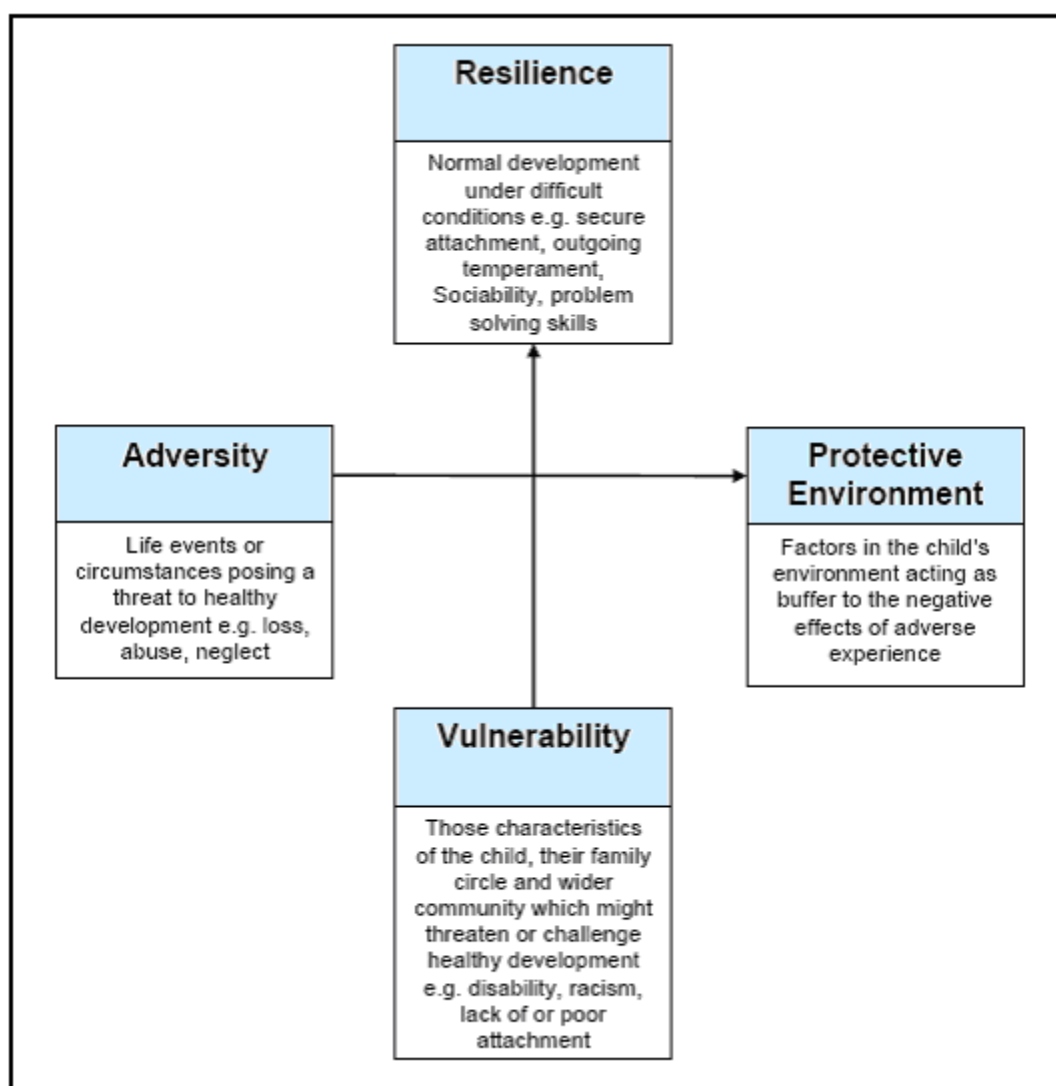 Resilience
Normal development
under difficult
conditions e.g. secure
attachment, outgoing
temperament,
Sociability, problem
solving skills
Adversity
Life events or
circumstances posing a
threat to healthy
development e.g. loss,
abuse, neglect
Protective
Environment
Factors in the child's
environment acting as
buffer to the negative
effects of adverse
experience
Vulnerability
Those characteristics
of the child, their family
circle and wider
community which might
threaten or challenge
healthy development
e.g. disability, racism,
lack of or poor
attachment